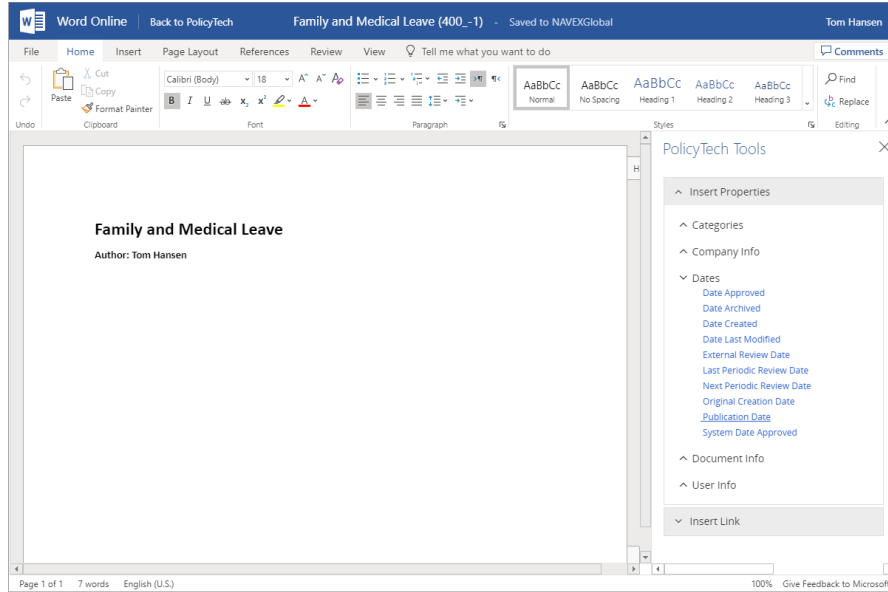 Word Online Back to PolicyTech Family and Medical Leave (400_-1) - Saved to NAVEXGlobal Tom Hansen
File Home Insert Page Layout References Review View Tell me what you want to do Comments
Paste
Cut
Copy
Format Painter
Calibri (Body) 18
B I U ab x₂ x² A
AaBbCc AaBbCc AaBbCc AaBbCc AaBbCc
Normal No Spacing Heading 1 Heading 2 Heading 3
Find
Replace
Undo Clipboard Font Paragraph Styles Editing
PolicyTech Tools
H
Insert Properties
Categories
Company Info
Dates
Date Approved
Date Archived
Date Created
Date Last Modified
External Review Date
Last Periodic Review Date
Next Periodic Review Date
Original Creation Date
Publication Date
System Date Approved
Document Info
User Info
Insert Link
Family and Medical Leave
Author: Tom Hansen
Page 1 of 1 7 words English (U.S.) 100% Give Feedback to Microsoft